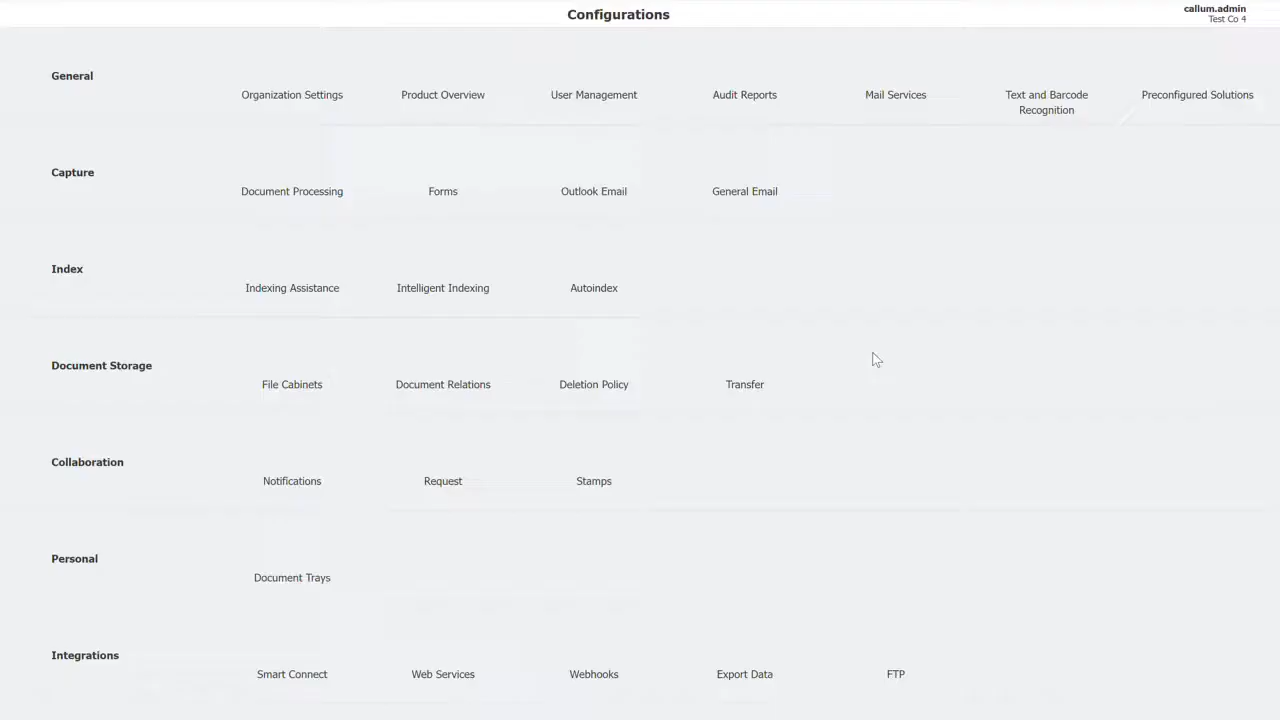 Configurations
callum.admin
Test Co 4
General
Organization Settings
Product Overview
User Management
Audit Reports
Mail Services
Text and Barcode
Recognition
Preconfigured Solutions
Capture
Document Processing
Forms
Outlook Email
General Email
Index
Indexing Assistance
Intelligent Indexing
Autoindex
Document Storage
File Cabinets
Document Relations
Deletion Policy
Transfer
Collaboration
Notifications
Request
Stamps
Personal
Document Trays
Integrations
Smart Connect
Web Services
Webhooks
Export Data
FTP